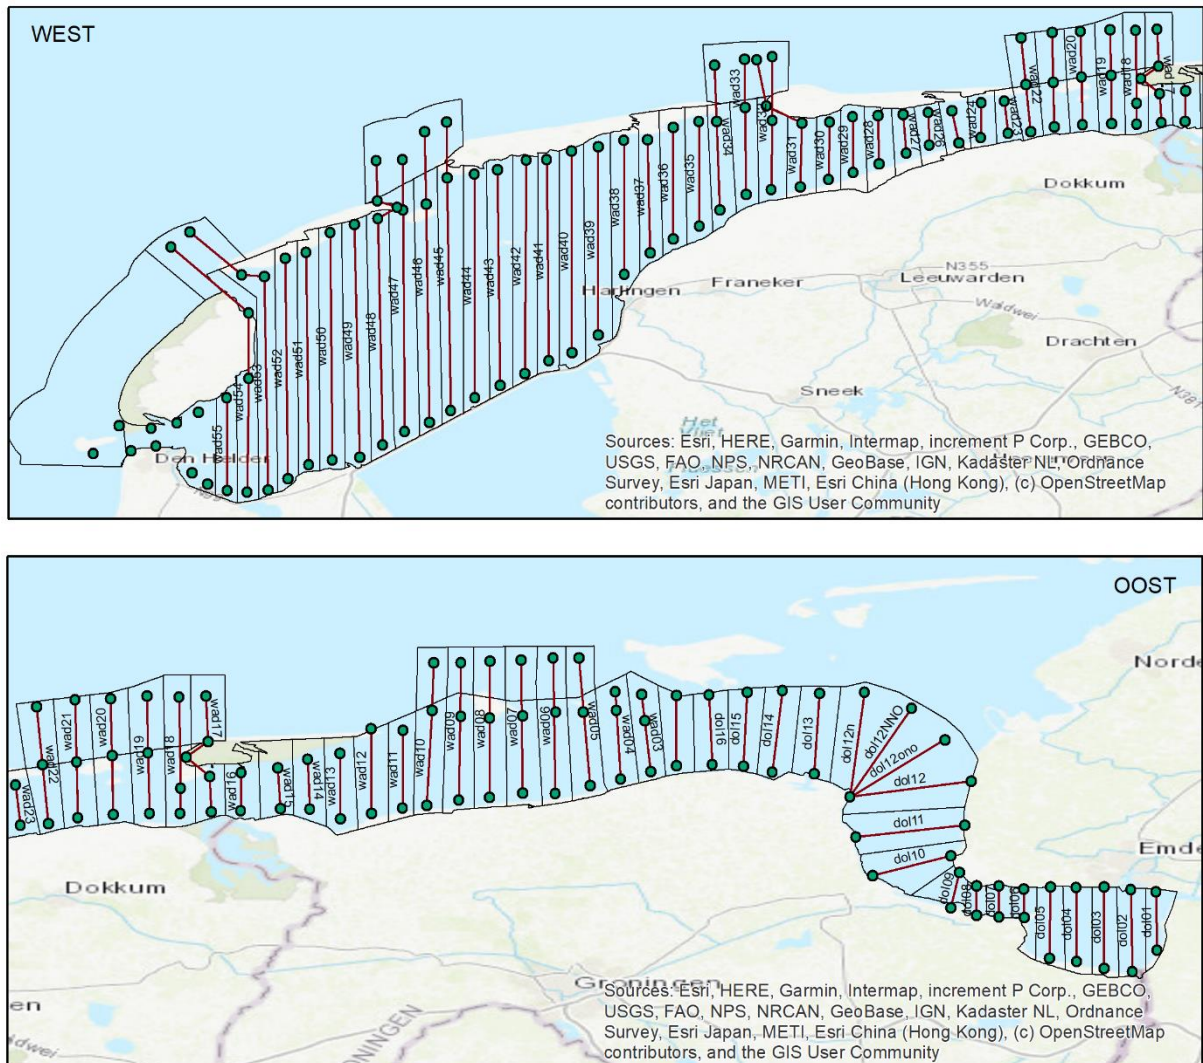 WEST
wad33
wad20
wad19
wad18
wad17
wad22
wad34
wad31
wad30
wad29
wad28
wad27
wad26
wad24
wad23
wad38
wad37
wad36
wad35
wad39
wad40
wad41
wad42
wad43
wad44
wad45
wad46
wad47
wad48
wad49
wad50
wad51
wad52
wad53
wad54
wad55
Dokkum
Harlingen
Franeker
Leeuwarden
N355
Waldwei
Drachten
Sneek
N381
Het
Den Helder
Sources: Esri, HERE, Garmin, Intermap, increment P Corp., GEBCO,
USGS, FAO, NPS, NRCAN, GeoBase, IGN, Kadaster NL, Ordnance
Survey, Esri Japan, METI, Esri China (Hong Kong), (c) OpenStreetMap
contributors, and the GIS User Community
OOST
Norde
wad22
wad21
wad20
wad19
wad18
wad17
wad23
wad16
wad15
wad14
wad13
wad12
wad11
wad10
wad09
wad08
wad07
wad06
wad05
wad04
wad03
dol16
dol15
dol14
dol13
dol12n
dol12NNO
dol12ono
dol12
dol11
dol10
dol09
dol08
dol07
dol06
dol05
dol04
dol03
dol02
dol01
Emde
Dokkum
Groningen
en
NINGEN
Sources: Esri, HERE, Garmin, Intermap, increment P Corp., GEBCO,
USGS, FAO, NPS, NRCAN, GeoBase, IGN, Kadaster NL, Ordnance
Survey, Esri Japan, METI, Esri China (Hong Kong), (c) OpenStreetMap
contributors, and the GIS User Community